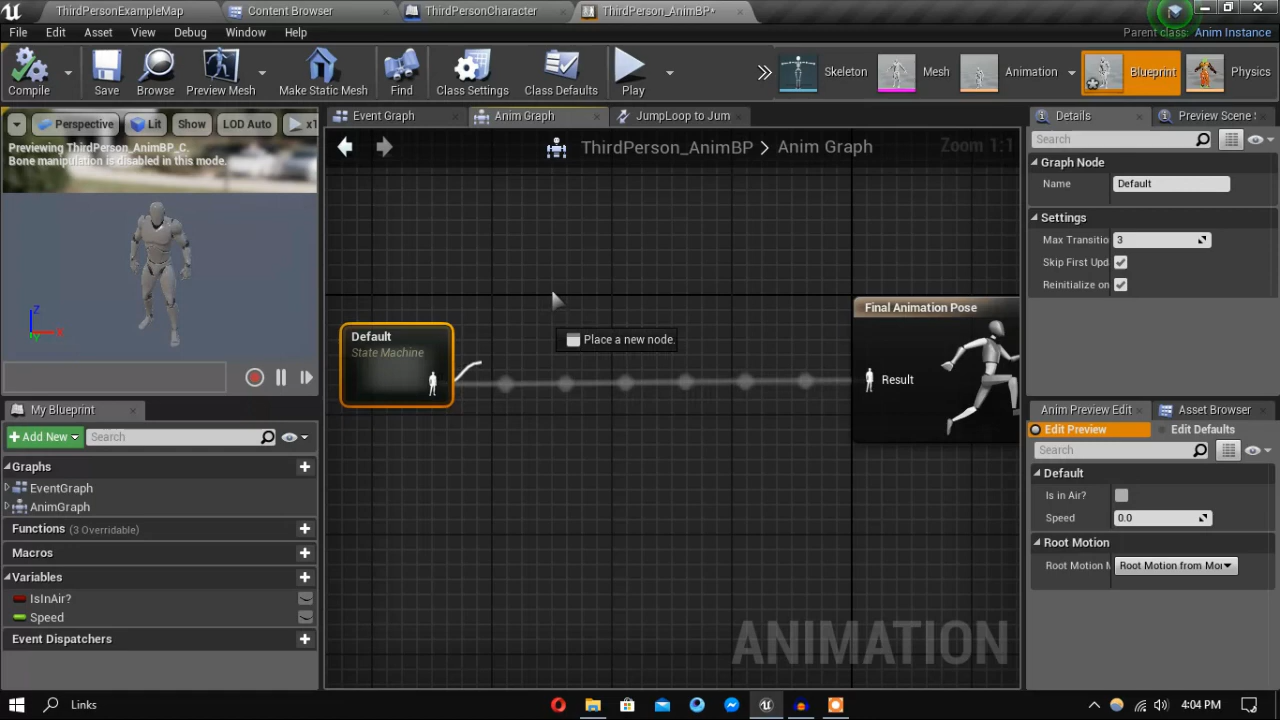 ThirdPersonExampleMap
Content Browser
ThirdPersonCharacter
ThirdPerson_AnimBP*
File Edit Asset View Debug Window Help
Parent class: Anim Instance
Compile
Save
Browse
Preview Mesh
Make Static Mesh
Find
Class Settings
Class Defaults
Play
Skeleton
Mesh
Animation
Blueprint
Physics
Perspective
Lit
Show
LOD Auto
x1
Previewing ThirdPerson_AnimBP_C.
Bone manipulation is disabled in this mode.
Z
X
Y
Event Graph
Anim Graph
JumpLoop to Jum
ThirdPerson_AnimBP > Anim Graph
Zoom 1:1
Default
State Machine
Place a new node.
Final Animation Pose
Result
ANIMATION
My Blueprint
Add New
Search
Graphs
EventGraph
AnimGraph
Functions (3 Overridable)
Macros
Variables
IsInAir?
Speed
Event Dispatchers
Details
Preview Scene
Search
Graph Node
Name Default
Settings
Max Transitio 3
Skip First Upd
Reinitialize on
Anim Preview Edit
Asset Browser
Edit Preview
Edit Defaults
Search
Default
Is in Air?
Speed 0.0
Root Motion
Root Motion M Root Motion from Mon
Links
4:04 PM